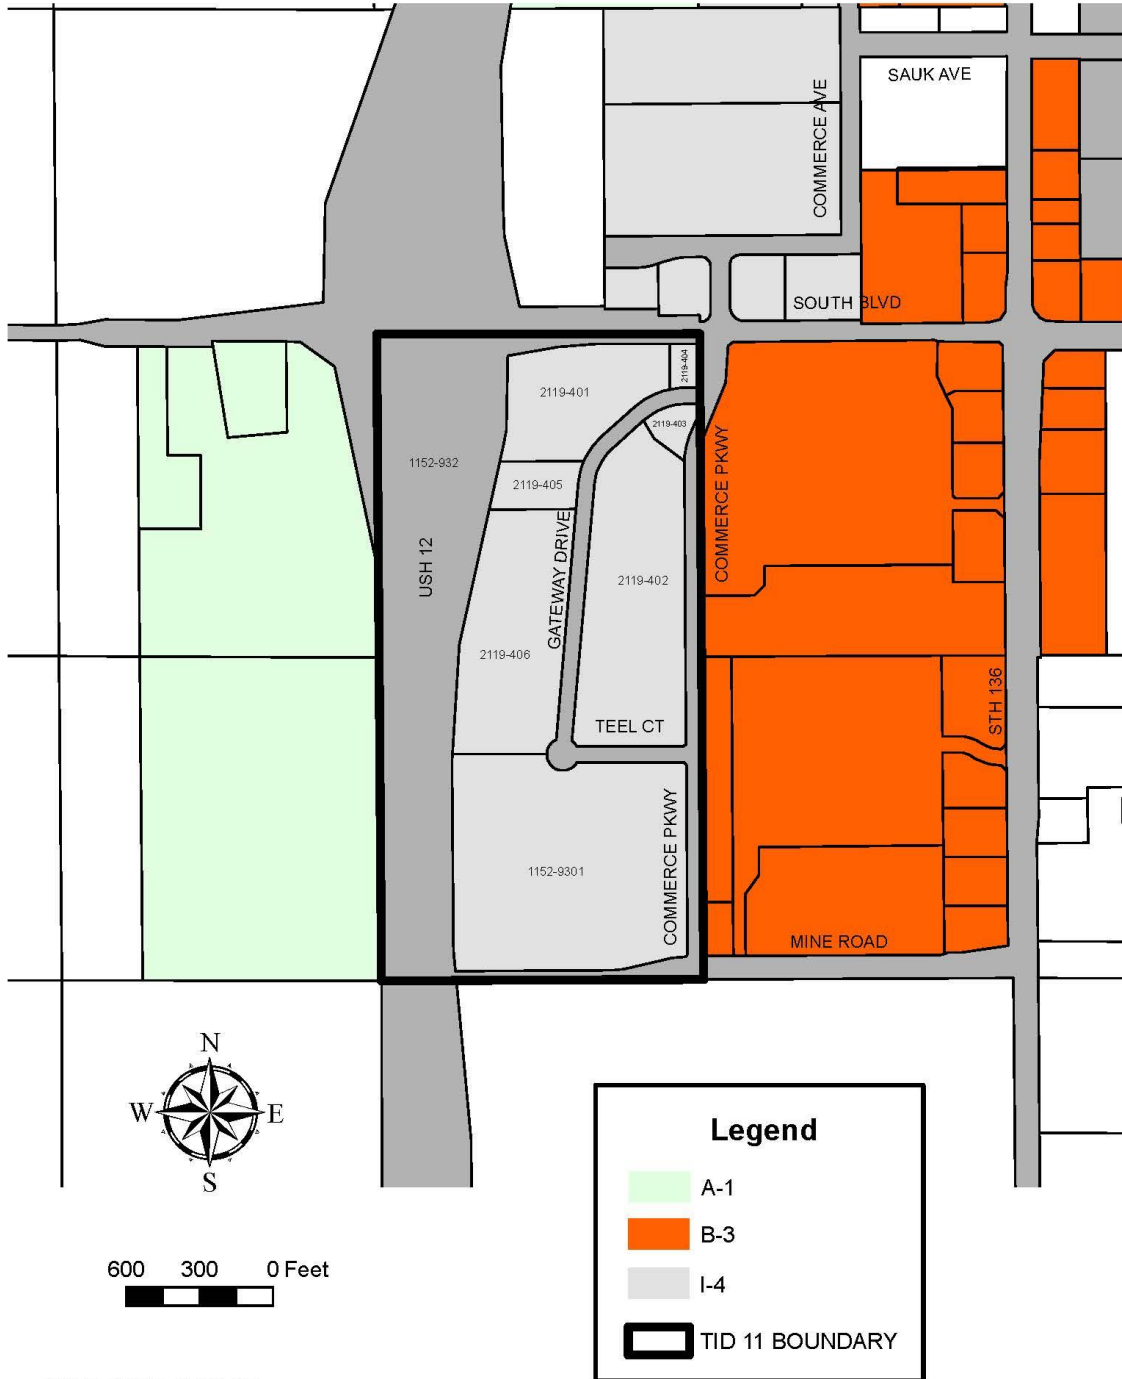 SAUK AVE
COMMERCE AVE
SOUTH BLVD
2119-404
2119-401
2119-403
COMMERCE PKWY
1152-932
2119-405
GATEWAY DRIVE
USH 12
2119-402
2119-406
STH 136
TEEL CT
COMMERCE PKWY
1152-9301
MINE ROAD
N
W
E
S
600 300 0 Feet
Legend
A-1
B-3
I-4
TID 11 BOUNDARY